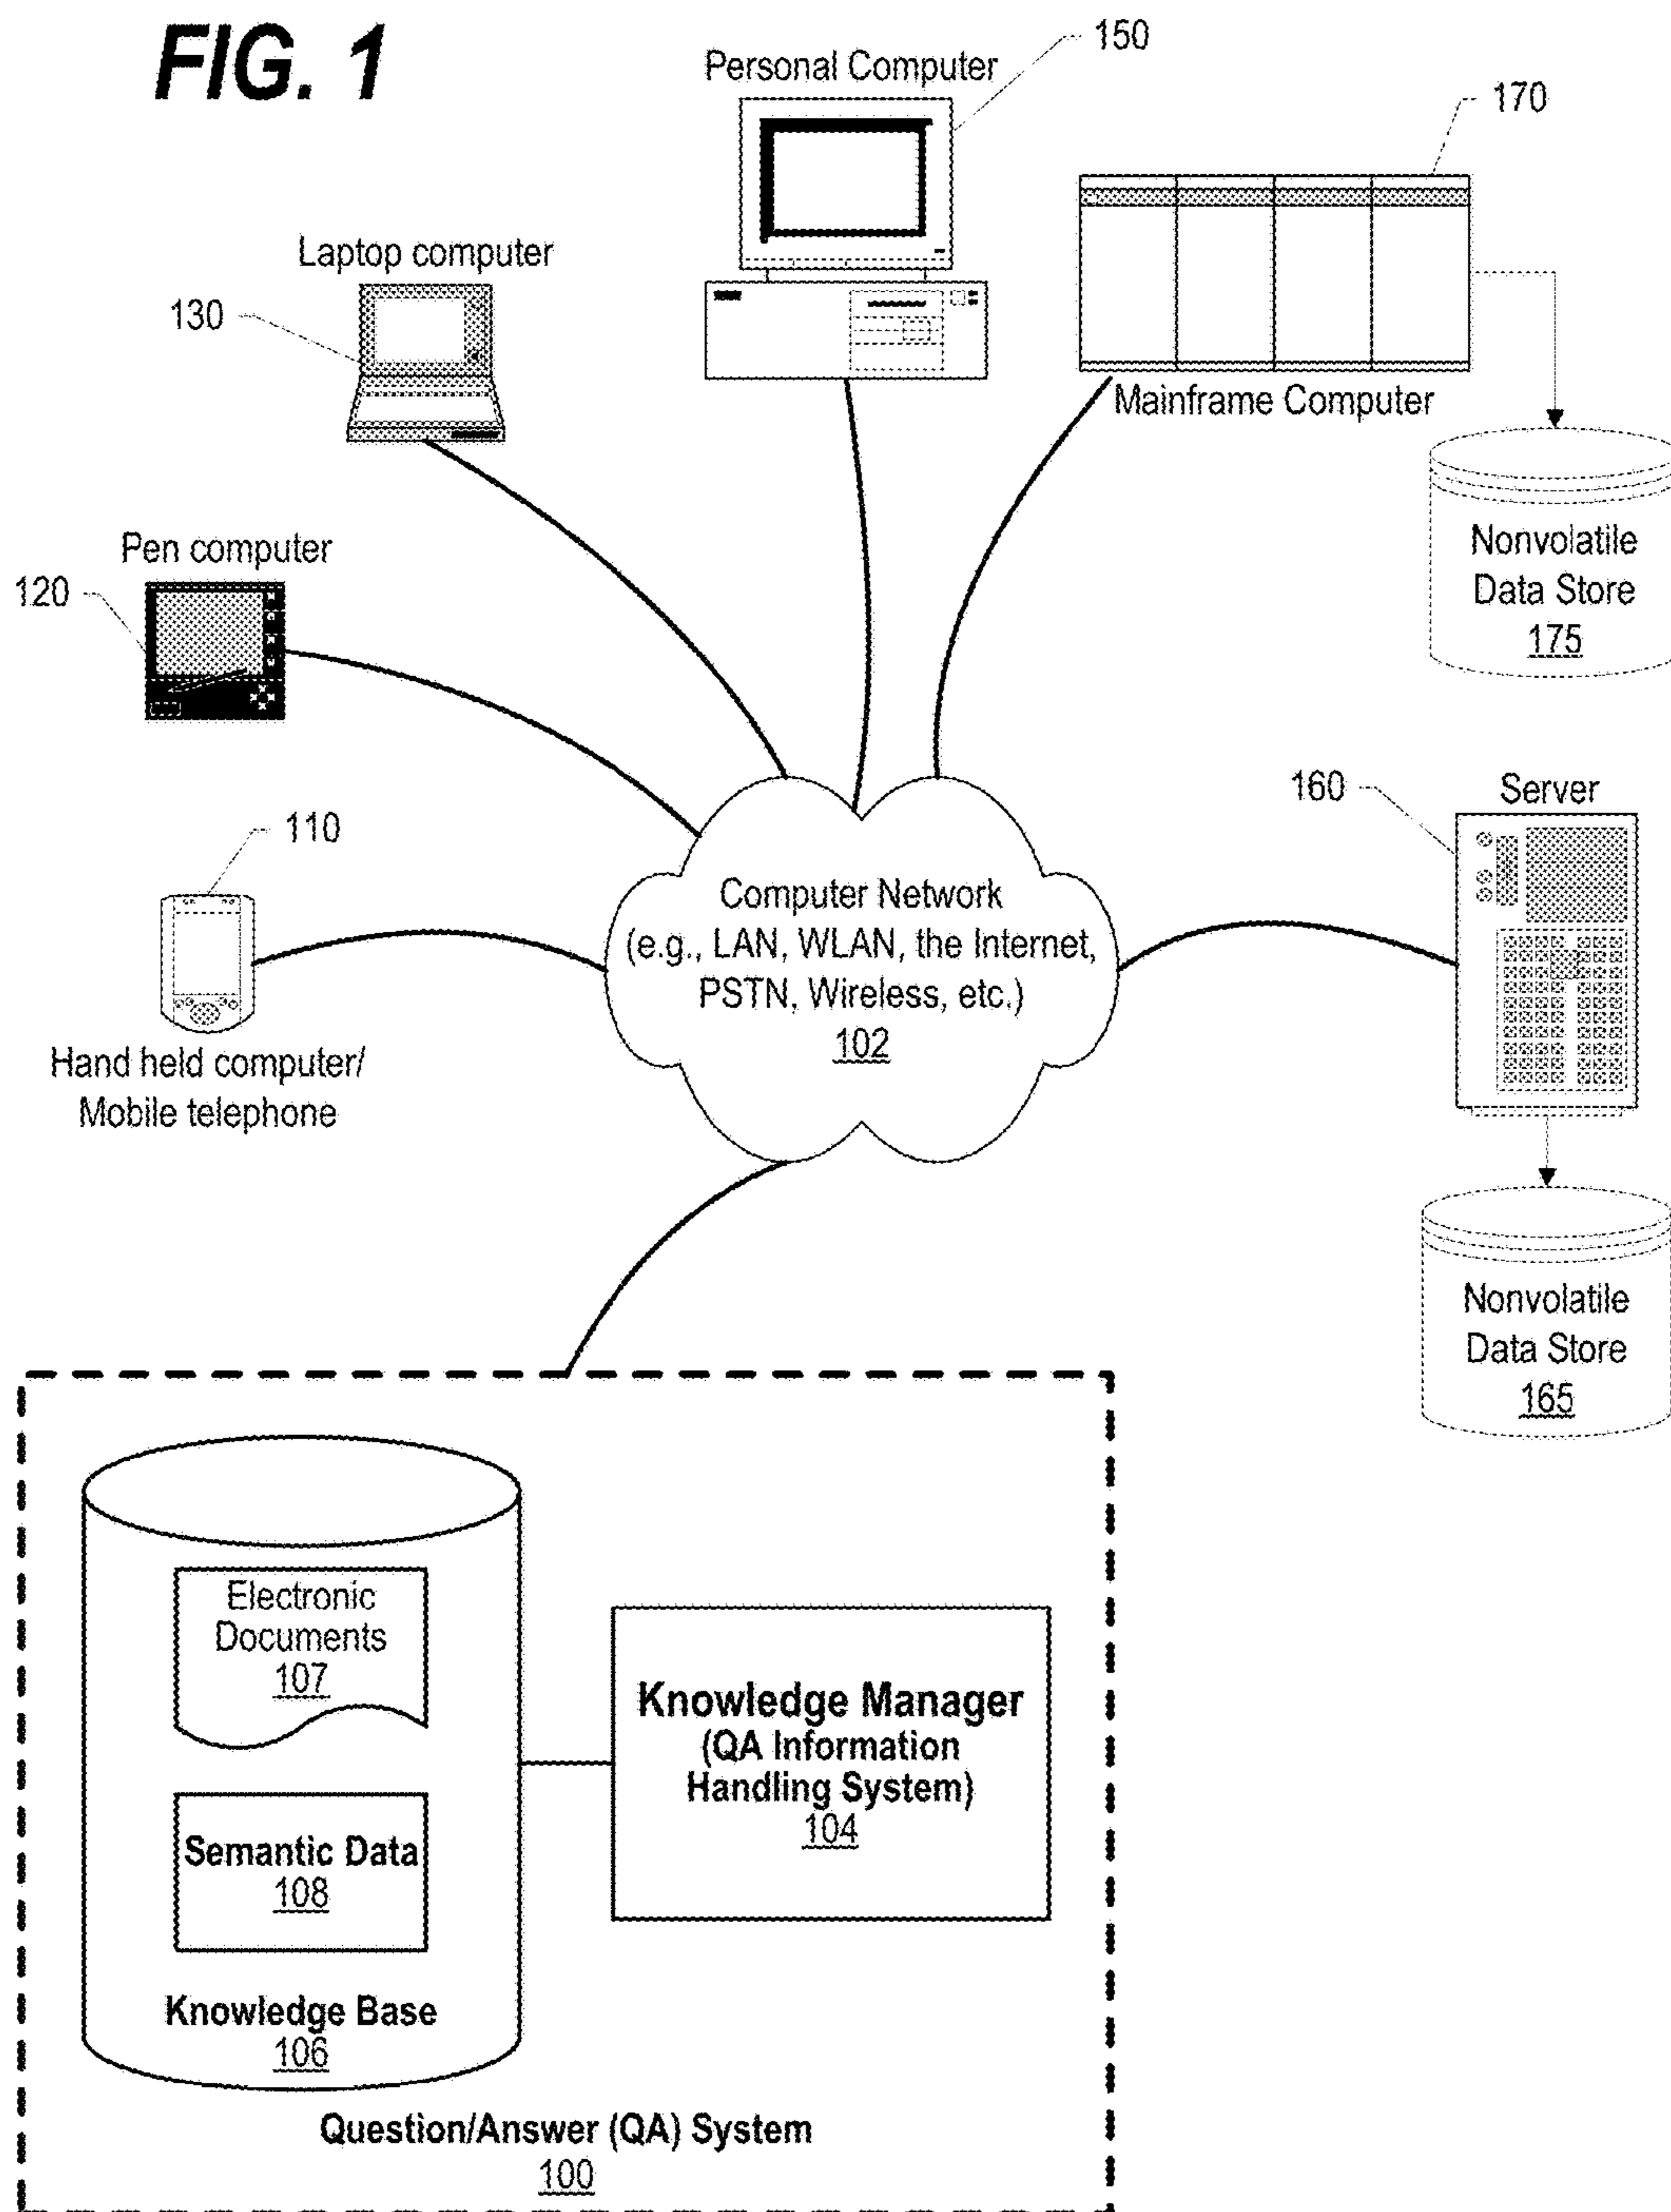 FIG. 1
Personal Computer
150
170
Laptop computer
130
Mainframe Computer
Nonvolatile
Data Store
175
Pen computer
120
110
Hand held computer/
Mobile telephone
Computer Network
(e.g., LAN, WLAN, the Internet,
PSTN, Wireless, etc.)
102
160
Server
Nonvolatile
Data Store
165
Electronic
Documents
107
Semantic Data
108
Knowledge Base
106
Knowledge Manager
(QA Information
Handling System)
104
Question/Answer (QA) System
100